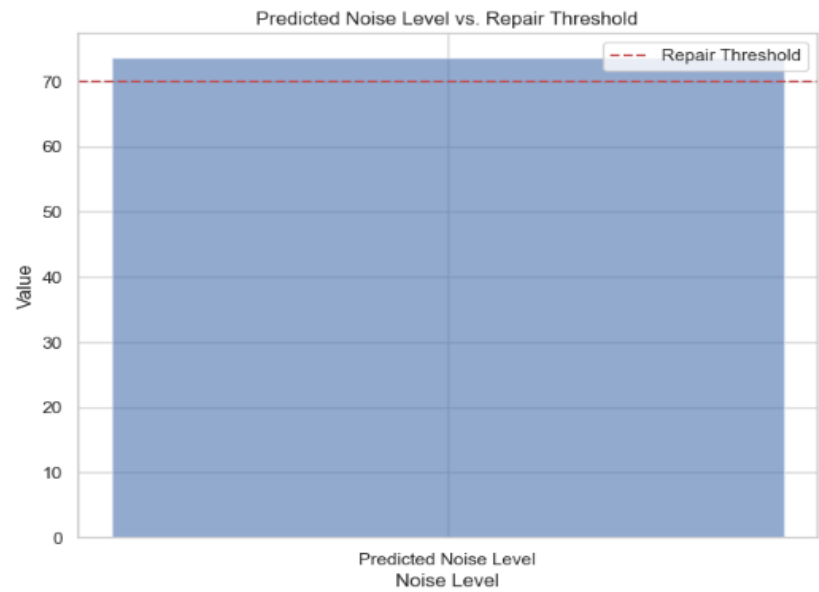 Predicted Noise Level vs. Repair Threshold
Repair Threshold
70
60
50
40
30
20
10
0
Value
Predicted Noise Level
Noise Level